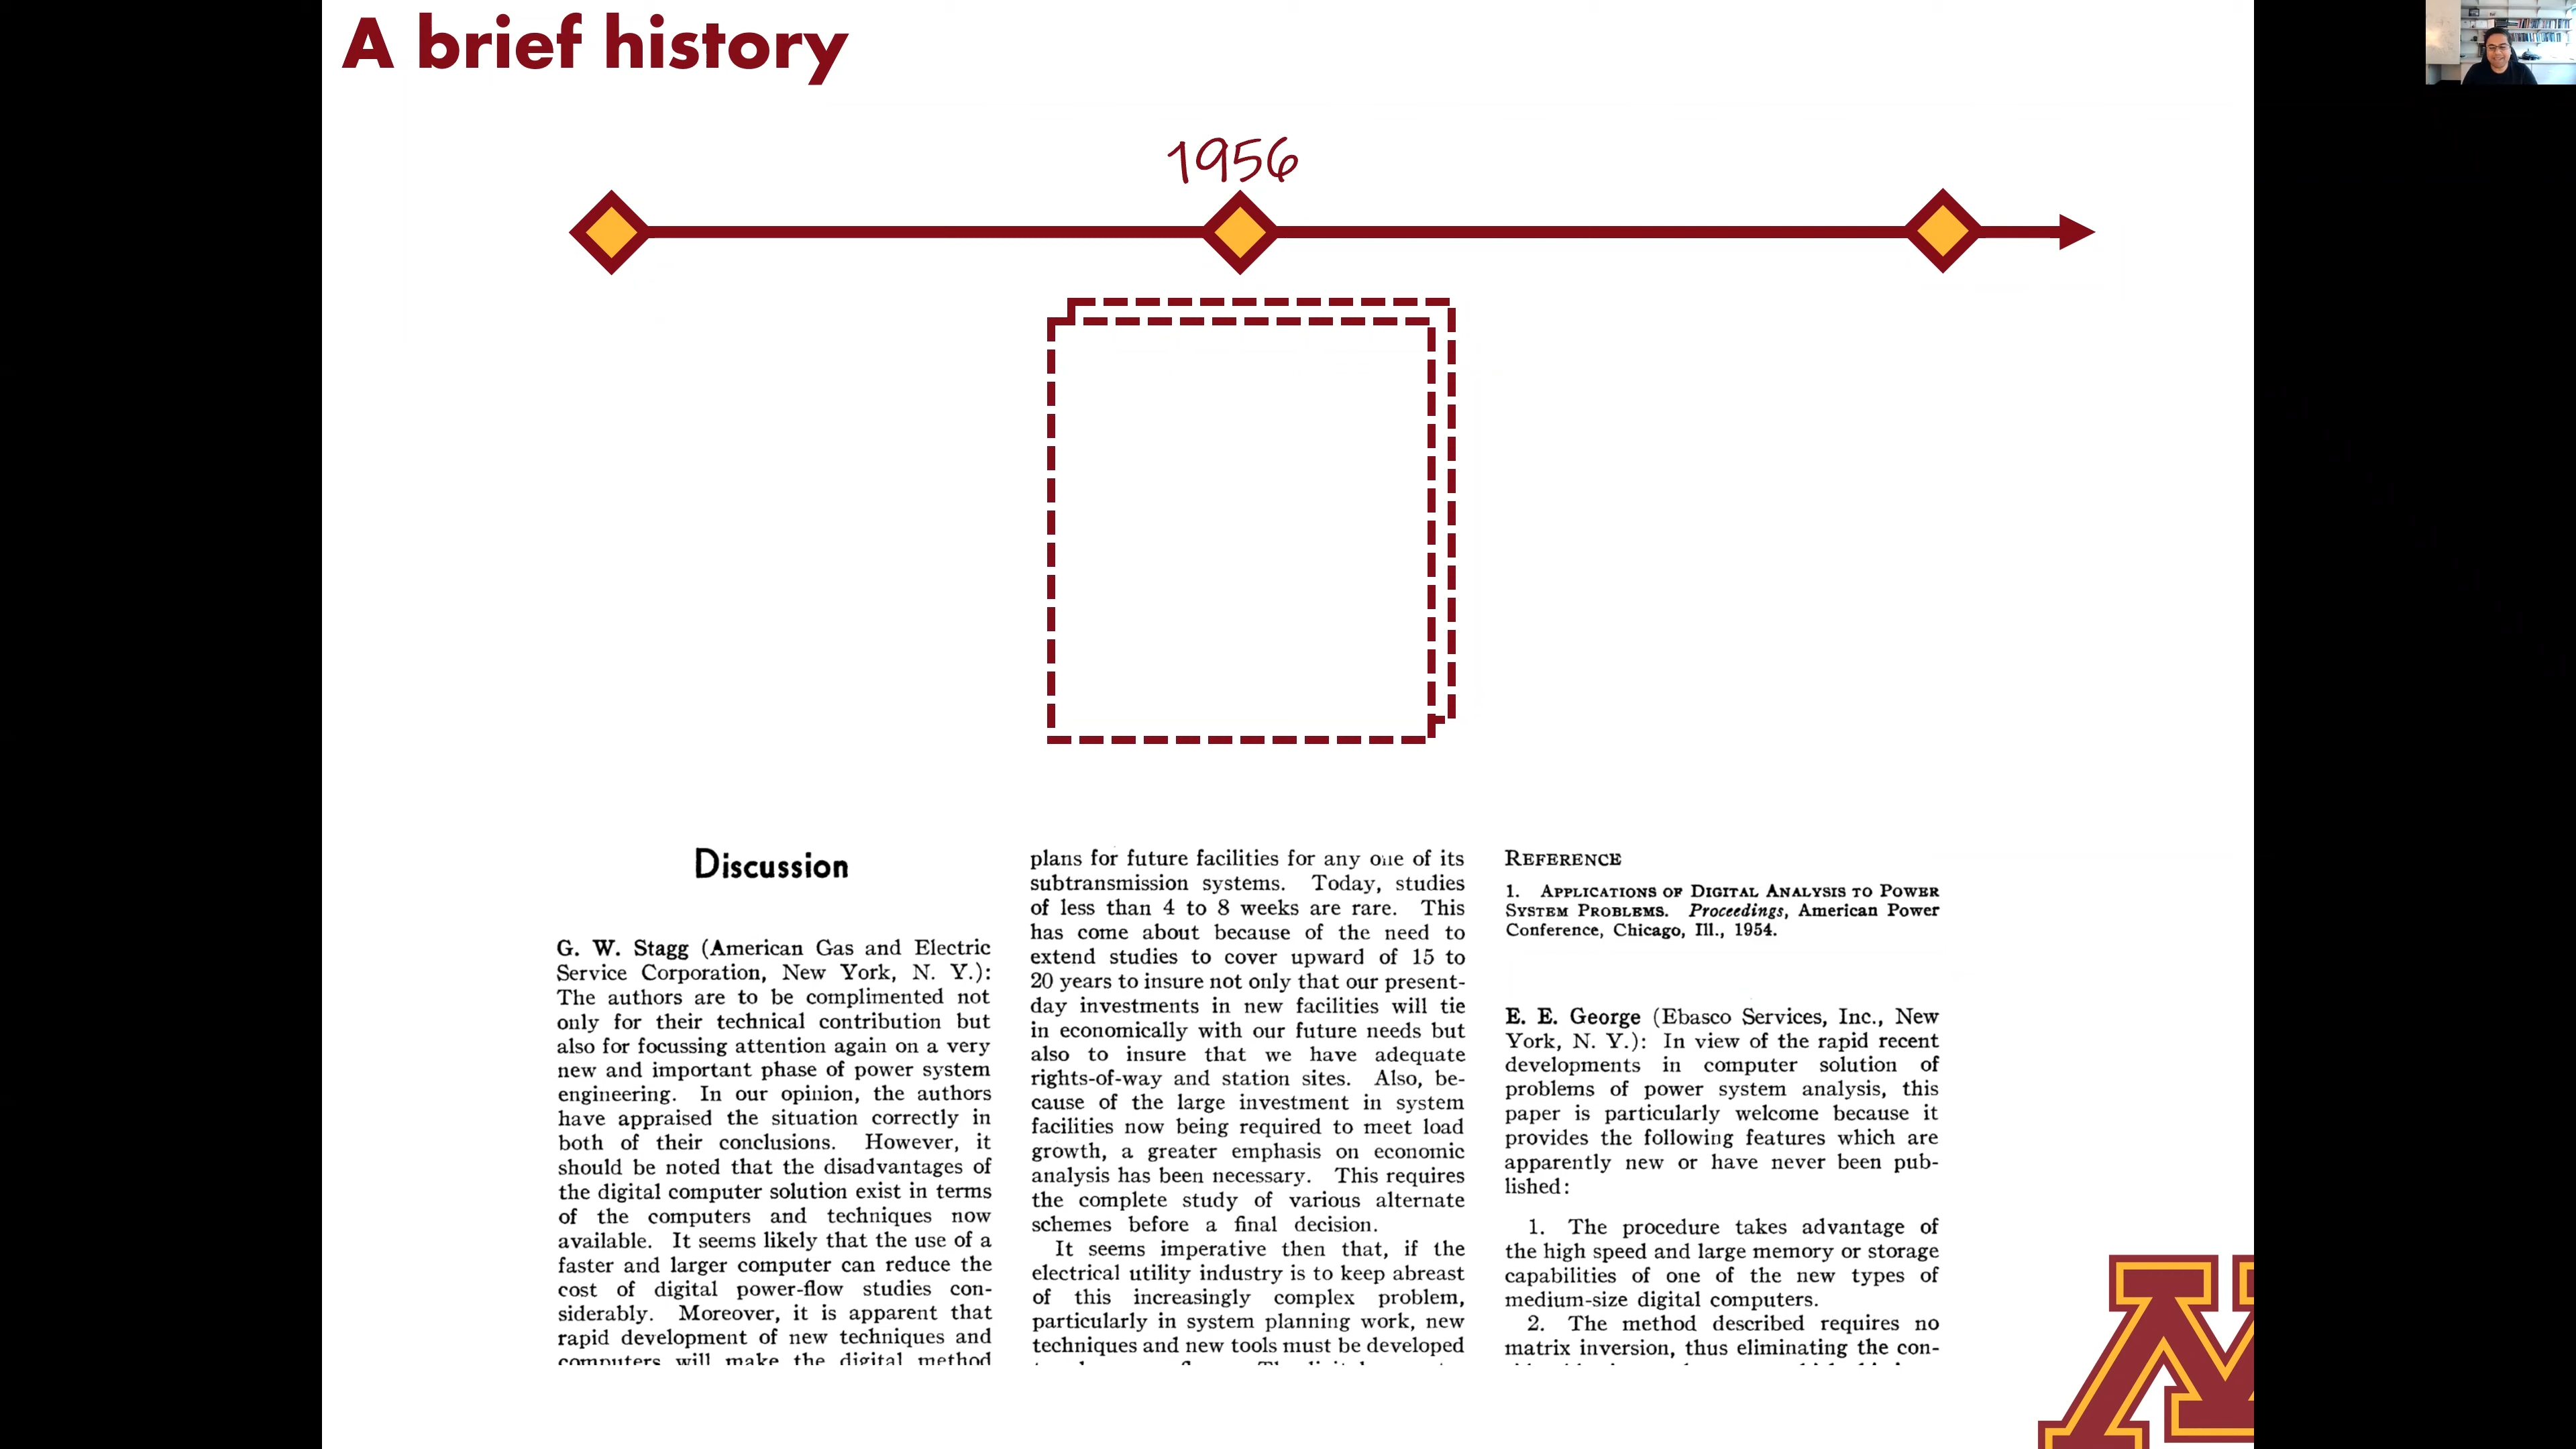 A brief history
1956
Discussion
G. W. Stagg (American Gas and Electric
Service Corporation, New York, N. Y.):
The authors are to be complimented not
only for their technical contribution but
also for focussing attention again on a very
new and important phase of power system
engineering. In our opinion, the authors
have appraised the situation correctly in
both of their conclusions. However, it
should be noted that the disadvantages of
the digital computer solution exist in terms
of the computers and techniques now
available. It seems likely that the use of a
faster and larger computer can reduce the
cost of digital power-flow studies con-
siderably. Moreover, it is apparent that
rapid development of new techniques and
computers will make the digital method
plans for future facilities for any one of its
subtransmission systems. Today, studies
of less than 4 to 8 weeks are rare. This
has come about because of the need to
extend studies to cover upward of 15 to
20 years to insure not only that our present-
day investments in new facilities will tie
in economically with our future needs but
also to insure that we have adequate
rights-of-way and station sites. Also, be-
cause of the large investment in system
facilities now being required to meet load
growth, a greater emphasis on economic
analysis has been necessary. This requires
the complete study of various alternate
schemes before a final decision.
It seems imperative then that, if the
electrical utility industry is to keep abreast
of this increasingly complex problem,
particularly in system planning work, new
techniques and new tools must be developed
REFERENCE
1. APPLICATIONS OF DIGITAL ANALYSIS TO POWER
SYSTEM PROBLEMS. Proceedings, American Power
Conference, Chicago, Ill., 1954.
E. E. George (Ebasco Services, Inc., New
York, N. Y.): In view of the rapid recent
developments in computer solution of
problems of power system analysis, this
paper is particularly welcome because it
provides the following features which are
apparently new or have never been pub-
lished:
1. The procedure takes advantage of
the high speed and large memory or storage
capabilities of one of the new types of
medium-size digital computers.
2. The method described requires no
matrix inversion, thus eliminating the con-